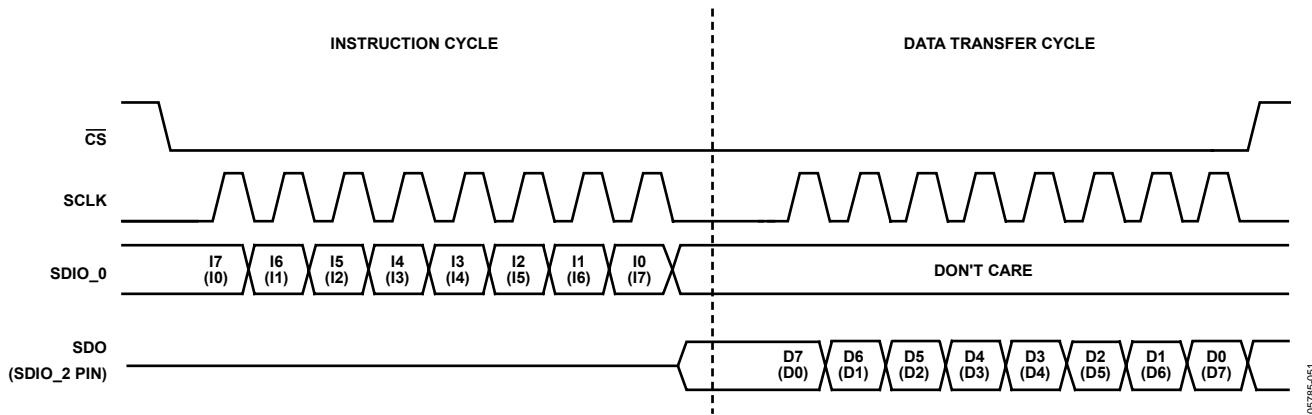 INSTRUCTION CYCLE
DATA TRANSFER CYCLE
CS
SCLK
SDIO_0
I7 I6 I5 I4 I3 I2 I1 I0
(I0) (I1) (I2) (I3) (I4) (I5) (I6) (I7)
DON'T CARE
SDO
(SDIO_2 PIN)
D7 D6 D5 D4 D3 D2 D1 D0
(D0) (D1) (D2) (D3) (D4) (D5) (D6) (D7)
05785-051